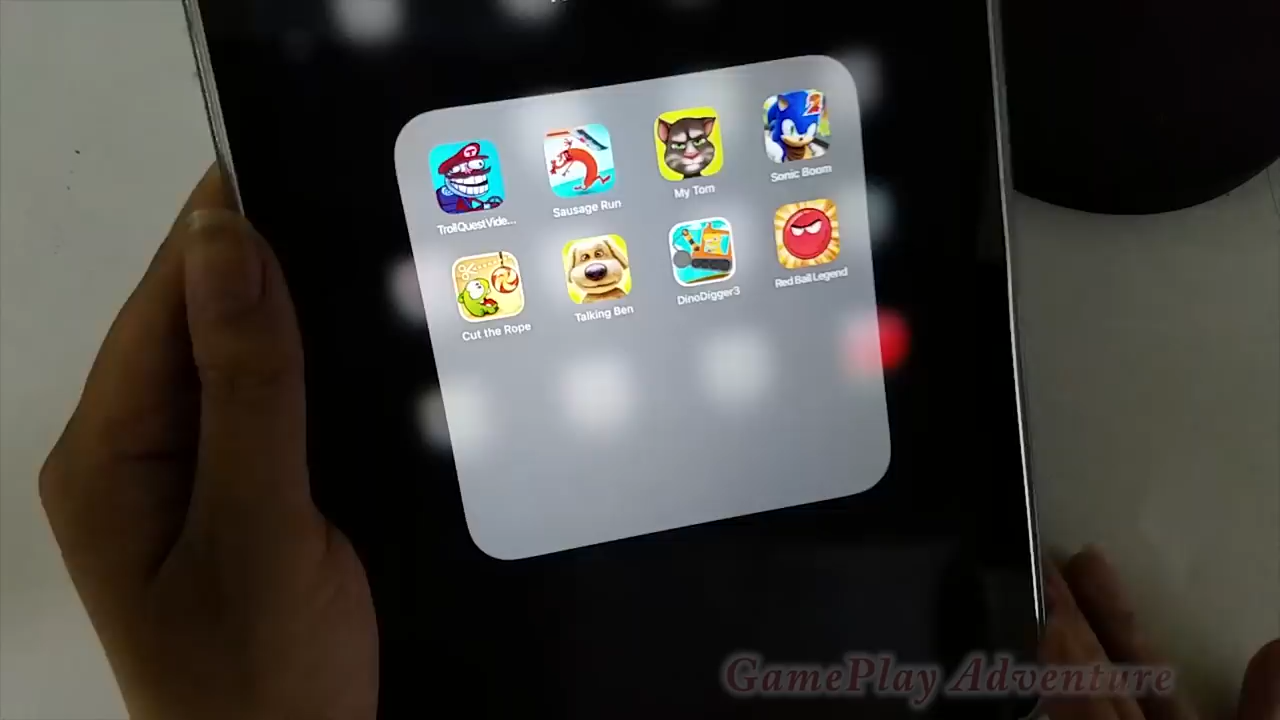 TrollQuestVide...
Sausage Run
My Tom
Sonic Boom
Cut the Rope
Talking Ben
DinoDigger3
Red Ball Legend
GamePlay Adventure